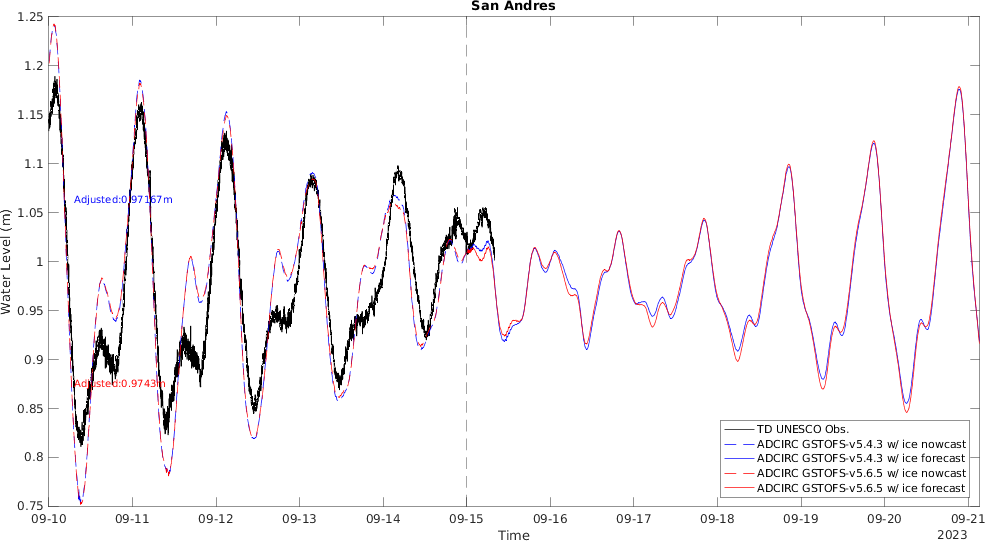 San Andres
1.25
1.2
1.15
1.1
1.05
1
0.95
0.9
0.85
0.8
0.75
Water Level (m)
Adjusted:0.97167m
Adjusted:0.9743m
TD UNESCO Obs.
ADCIRC GSTOFS-v5.4.3 w/ ice nowcast
ADCIRC GSTOFS-v5.4.3 w/ ice forecast
ADCIRC GSTOFS-v5.6.5 w/ ice nowcast
ADCIRC GSTOFS-v5.6.5 w/ ice forecast
09-10 09-11 09-12 09-13 09-14 09-15 09-16 09-17 09-18 09-19 09-20 09-21
Time
2023